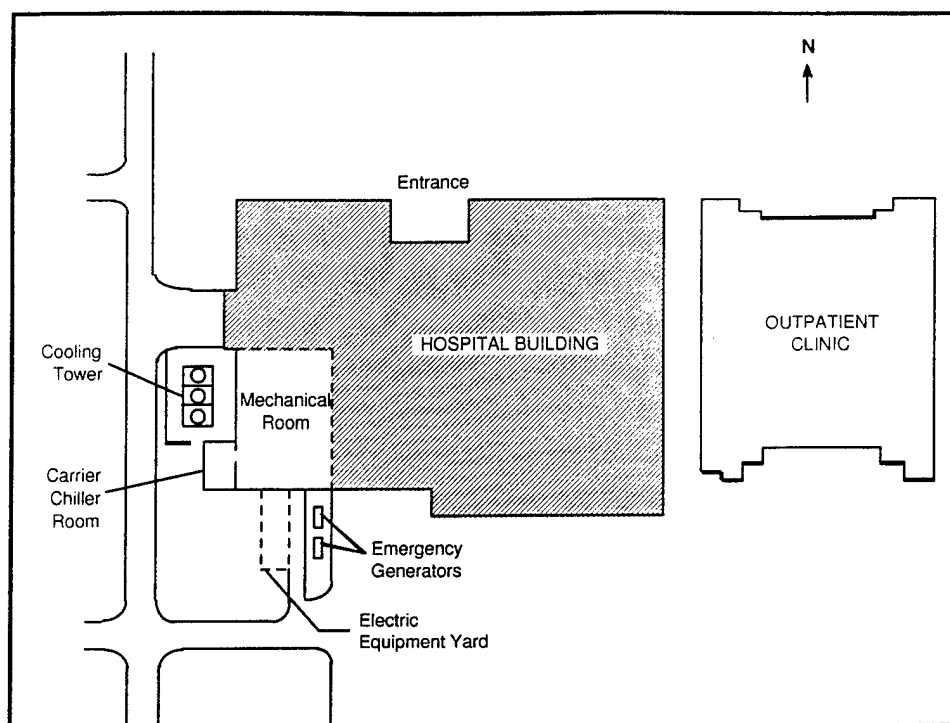 N
Entrance
HOSPITAL BUILDING
OUTPATIENT
CLINIC
Cooling
Tower
Mechanical
Room
Carrier
Chiller
Room
Emergency
Generators
Electric
Equipment Yard